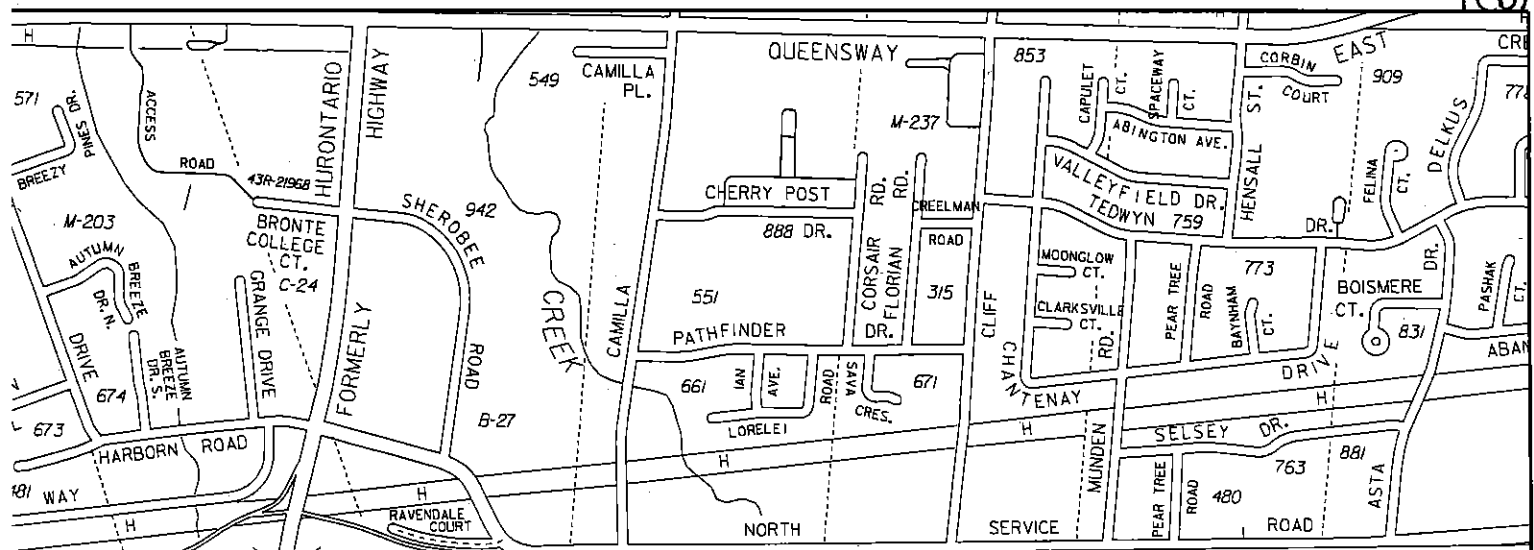 H
571
PINES DR.
BREEZY
ACCESS
ROAD
43R-21968
HURONTARIO
HIGHWAY
FORMERLY
M-203
AUTUMN
BREEZE
DR. N.
BRONTE
COLLEGE
CT.
C-24
GRANGE DRIVE
DRIVE
674
AUTUMN
BREEZE
DR. S.
673
HARBORN ROAD
WAY
H
H
SHEROBEE
ROAD
942
B-27
RAVENDALE
COURT
CREEK
549
CAMILLA
PL.
QUEENSWAY
EAST
M-237
CHERRY POST
888 DR.
CAMILLA
551
PATHFINDER
DR.
CORSAIR
RD.
FLORIAN
RD.
CREELMAN
ROAD
315
661
IAN
AVE.
ROAD
LORELEI
SAVA
CRES.
671
H
NORTH
SERVICE
ROAD
CLIFF
853
CAPULET
CT.
SPACEWAY
CT.
ABINGTON AVE.
VALLEYFIELD DR.
TEDWYN 759
DR.
HENSALL ST.
CORBIN
COURT
909
FELINA
CT.
DELKUS
MOONGLOW
CT.
CLARKSVILLE
CT.
CHANTENAY
DRIVE
RD.
MUNDEN
PEAR TREE
ROAD
773
BAYNHAM
CT.
BOISMERE
CT.
831
DR.
PASHAK
CT.
H
H
SELSEY DR.
763
881
ASTA
PEAR TREE
ROAD
480